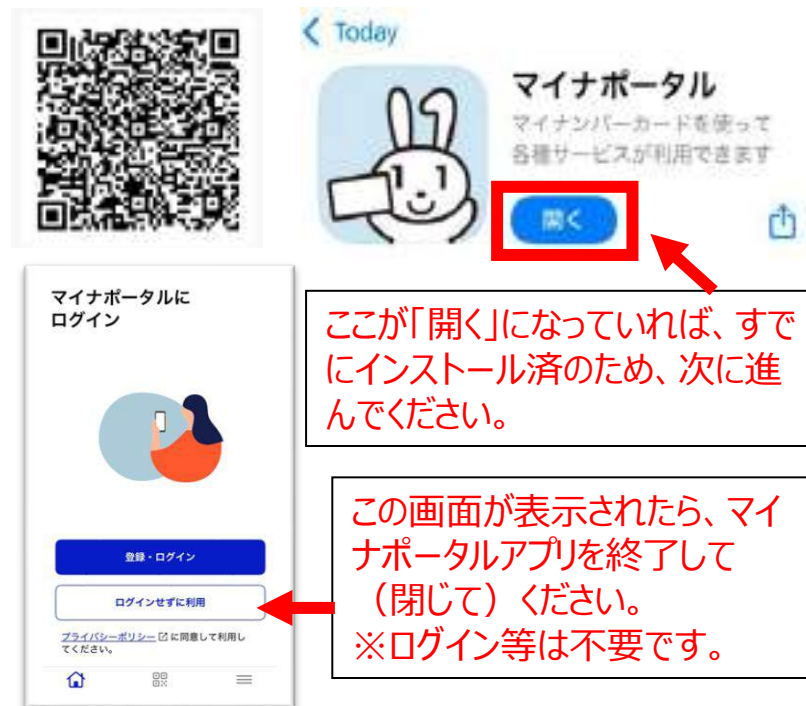 Today
マイナポータル
マイナンバーカードを使って
各種サービスが利用できます
開く
ここが「開く」になっていれば、すで
にインストール済のため、次に進
んでください。
マイナポータルに
ログイン
登録・ログイン
ログインせずに利用
プライバシーポリシー に同意して利用し
てください。
この画面が表示されたら、マイ
ナポータルアプリを終了して
（閉じて）ください。
※ログイン等は不要です。